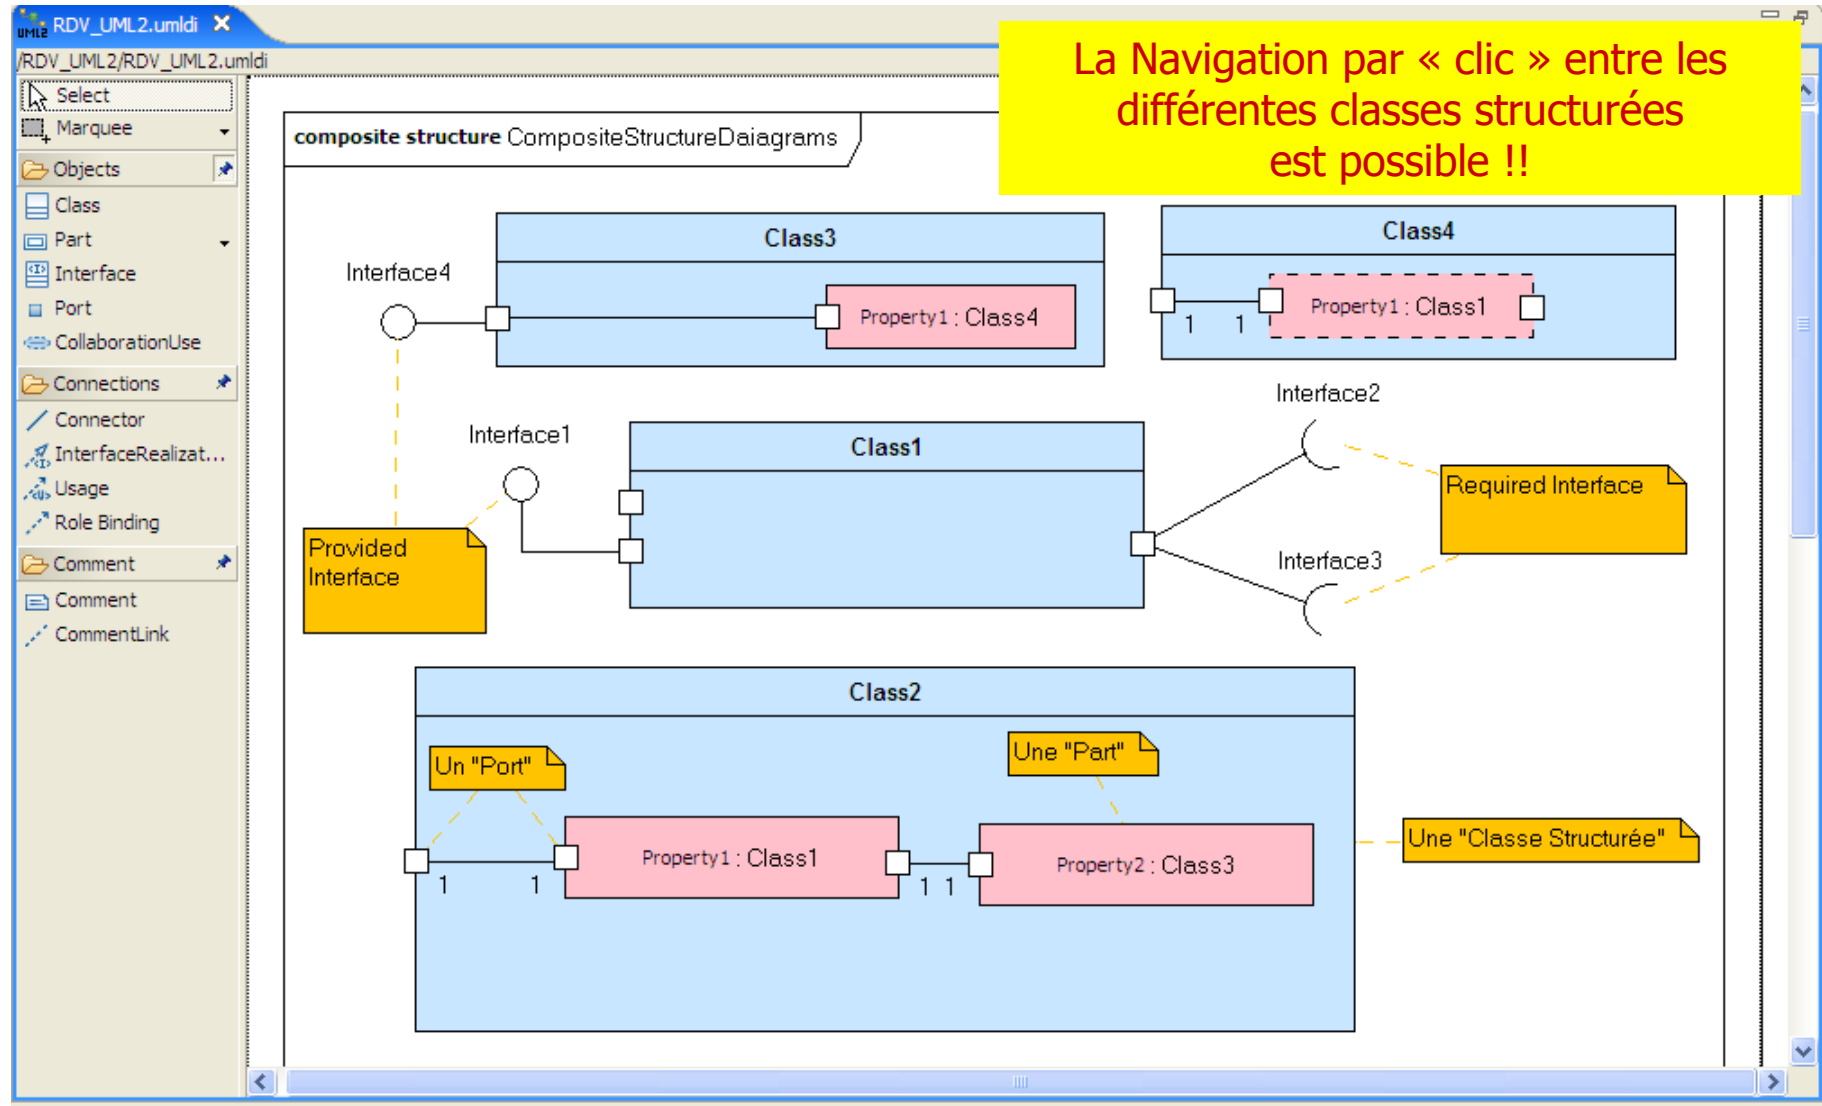 RDV_UML2.umldi
/RDV_UML2/RDV_UML2.umldi
Select
Marquee
Objects
Class
Part
Interface
Port
CollaborationUse
Connections
Connector
InterfaceRealizat...
Usage
Role Binding
Comment
Comment
CommentLink
La Navigation par « clic » entre les
différentes classes structurées
est possible !!
composite structure CompositeStructureDaiagrams
Class3
Interface4
Property1 : Class4
Class4
Property1 : Class1
1 1
Interface1
Class1
Interface2
Required Interface
Interface3
Provided
Interface
Class2
Un "Port"
Une "Part"
Une "Classe Structurée"
Property1 : Class1
Property2 : Class3
1 1
1 1